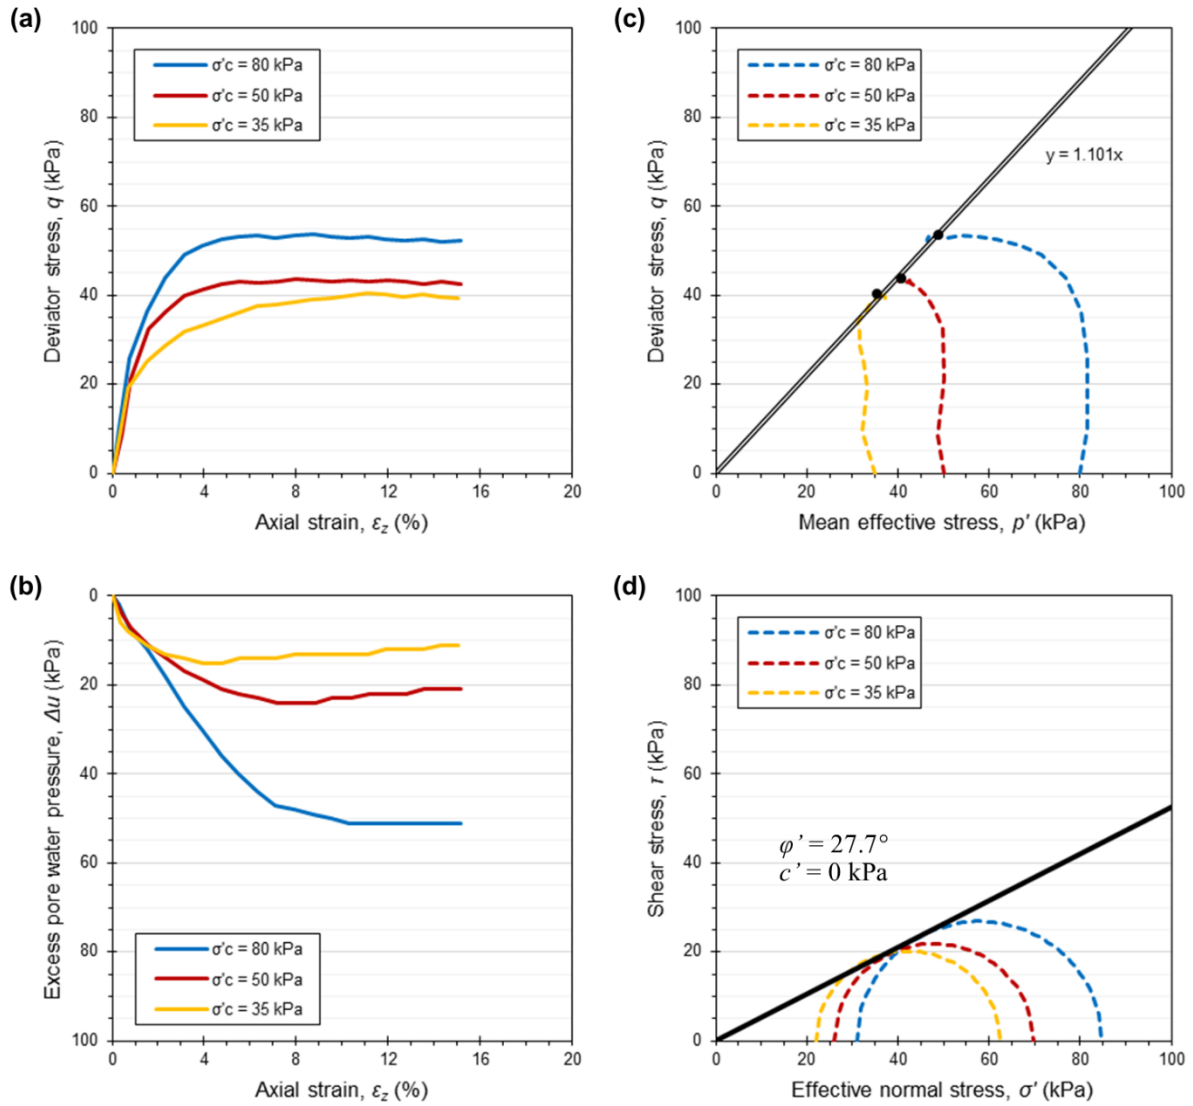 (a)
100
80
60
40
20
0
Deviator stress, q (kPa)
σ'c = 80 kPa
σ'c = 50 kPa
σ'c = 35 kPa
0 4 8 12 16 20
Axial strain, εz (%)
(c)
100
80
60
40
20
0
Deviator stress, q (kPa)
σ'c = 80 kPa
σ'c = 50 kPa
σ'c = 35 kPa
y = 1.101x
0 20 40 60 80 100
Mean effective stress, p' (kPa)
(b)
0
20
40
60
80
100
Excess pore water pressure, Δu (kPa)
σ'c = 80 kPa
σ'c = 50 kPa
σ'c = 35 kPa
0 4 8 12 16 20
Axial strain, εz (%)
(d)
100
80
60
40
20
0
Shear stress, τ (kPa)
σ'c = 80 kPa
σ'c = 50 kPa
σ'c = 35 kPa
φ’ = 27.7°
c’ = 0 kPa
0 20 40 60 80 100
Effective normal stress, σ' (kPa)